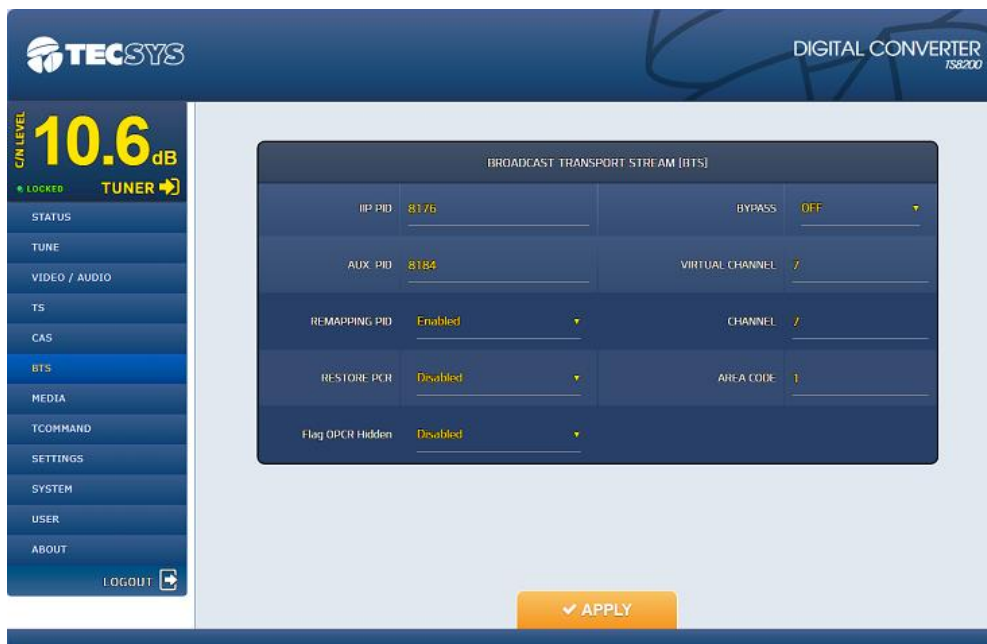 TECSYS
DIGITAL CONVERTER
TS8200
C/N LEVEL
10.6 dB
LOCKED
TUNER
STATUS
TUNE
VIDEO / AUDIO
TS
CAS
BTS
MEDIA
TCOMMAND
SETTINGS
SYSTEM
USER
ABOUT
LOGOUT
BROADCAST TRANSPORT STREAM [BTS]
IIP PID 8176 BYPASS OFF
AUX. PID 8184 VIRTUAL CHANNEL 7
REMAPPING PID Enabled CHANNEL 7
RESTORE PCR Disabled AREA CODE 1
Flag OPCR Hidden Disabled
APPLY